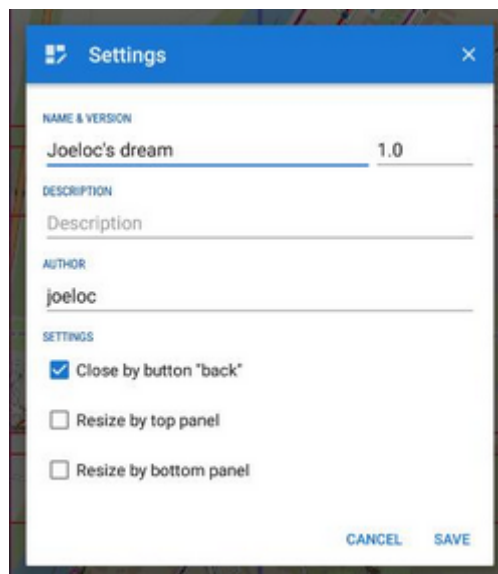 Settings
NAME & VERSION
Joeloc's dream 1.0
DESCRIPTION
Description
AUTHOR
joeloc
SETTINGS
Close by button "back"
Resize by top panel
Resize by bottom panel
CANCEL SAVE